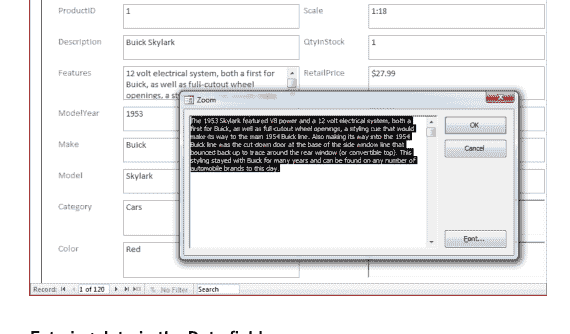 ProductID 1 Scale 1:18
Description Buick Skylark QtyInStock 1
Features 12 volt electrical system, both a first for RetailPrice $27.99
Buick, as well as full-cutout wheel
openings, a
Zoom
ModelYear 1953
The 1953 Skylark featured V8 power and a 12 volt electrical system, both a
first for Buick, as well as full-cutout wheel openings, a styling cue that would
make its way to the main 1954 Buick line. Also making its way into the 1954
Buick line was the cut-down door at the base of the side window line that
bounced back up to trace around the rear window (or convertible top). This
styling stayed with Buick for many years and can be found on any number of
automobile brands to this day.
OK
Cancel
Make Buick
Model Skylark
Category Cars
Font...
Color Red
Record: 1 of 120 No Filter Search